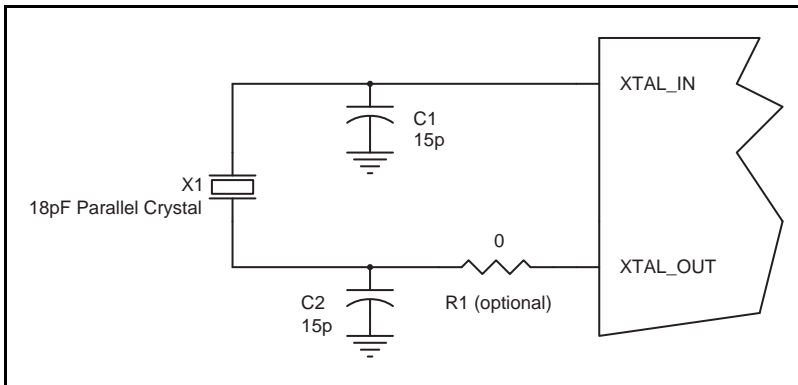 XTAL_IN
C1
15p
X1
18pF Parallel Crystal
0
XTAL_OUT
C2
15p
R1 (optional)